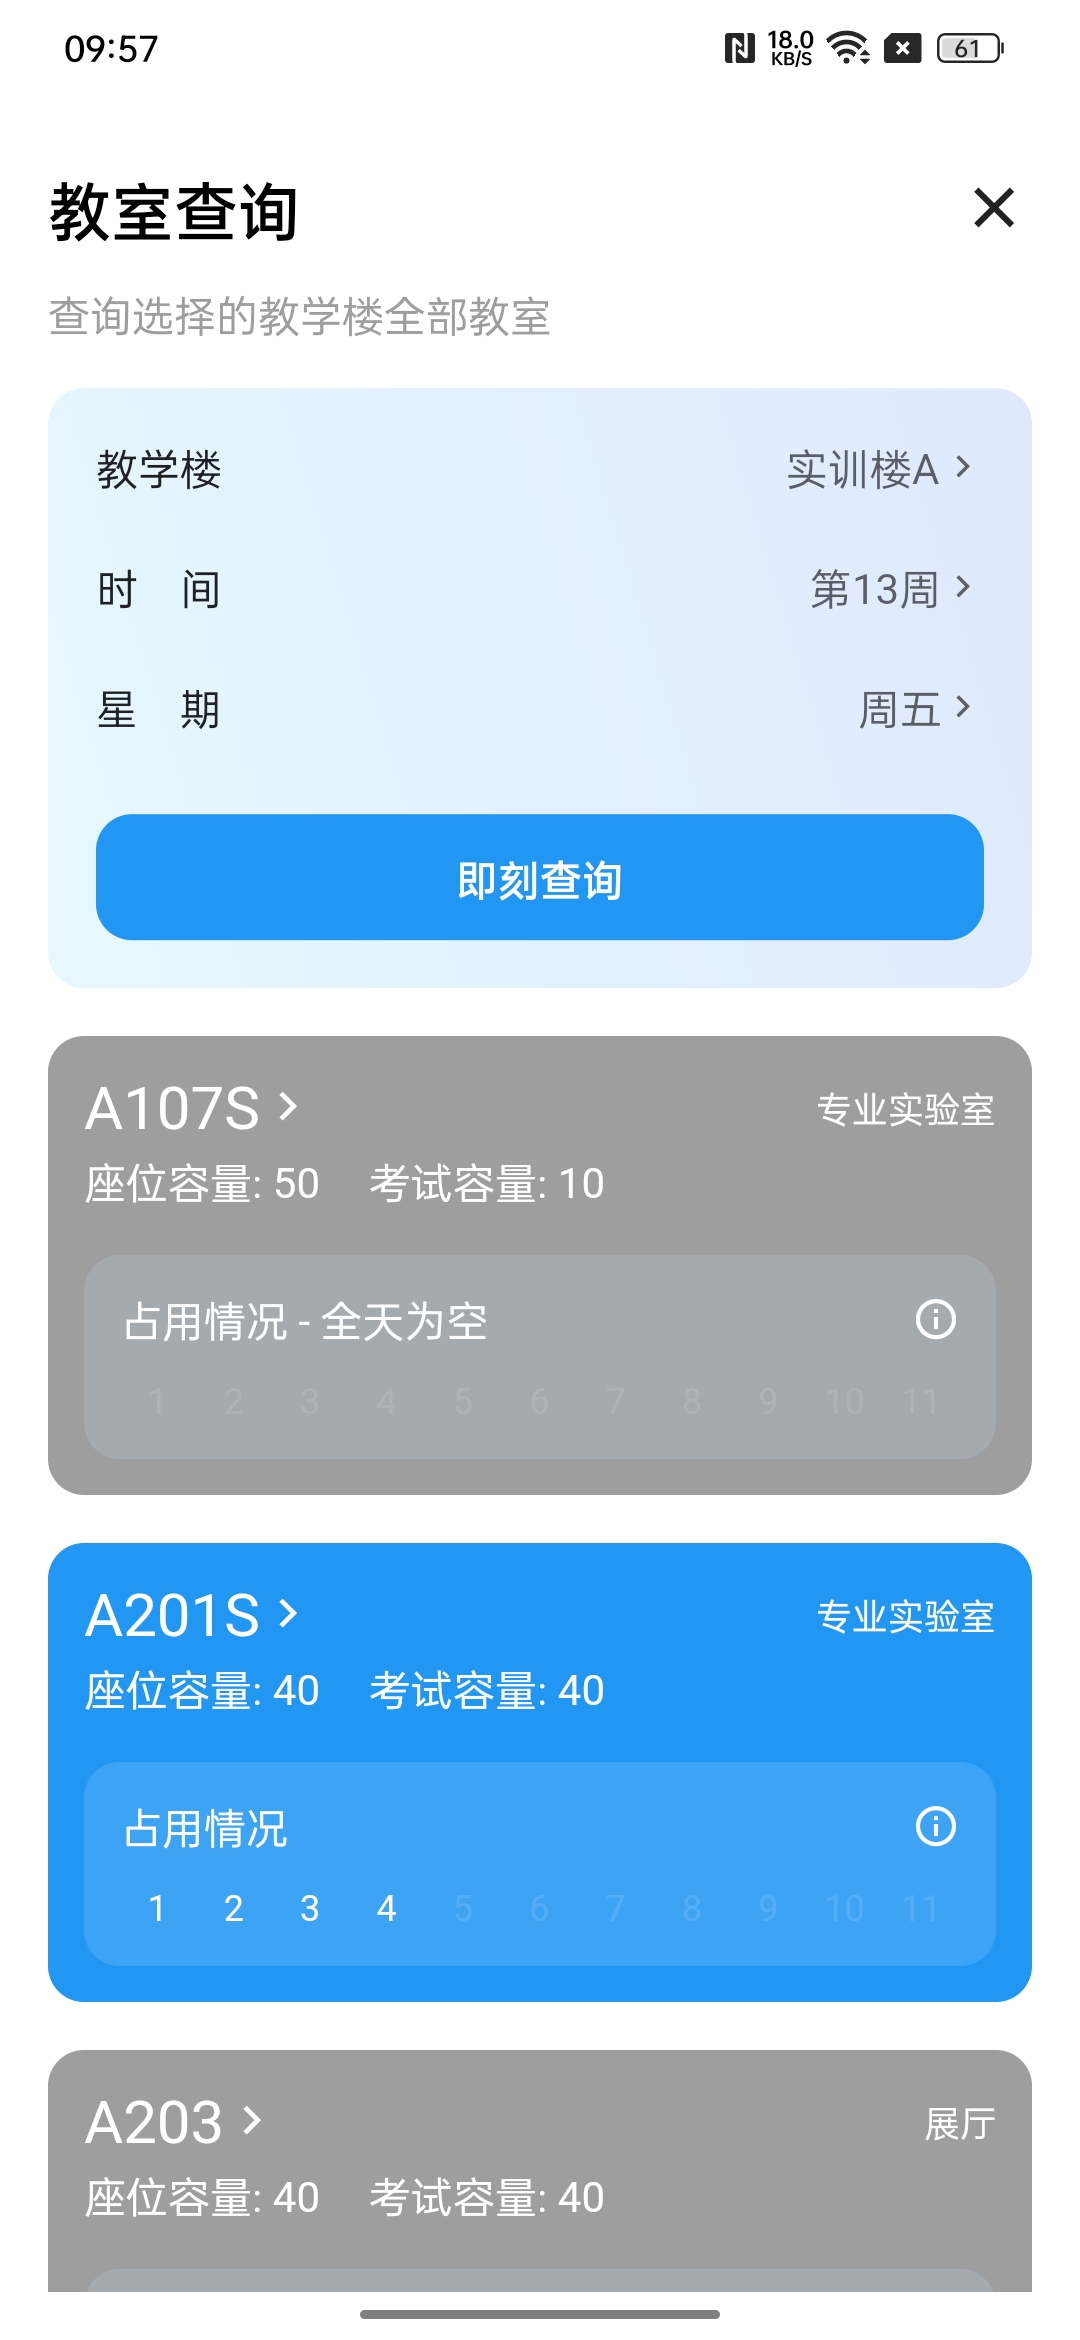 09:57 18.0 KB/S 61
教室查询
查询选择的教学楼全部教室
教学楼 实训楼A
时 间 第13周
星 期 周五
即刻查询
A107S 专业实验室
座位容量: 50 考试容量: 10
占用情况 - 全天为空
1 2 3 4 5 6 7 8 9 10 11
A201S 专业实验室
座位容量: 40 考试容量: 40
占用情况
1 2 3 4 5 6 7 8 9 10 11
A203 展厅
座位容量: 40 考试容量: 40